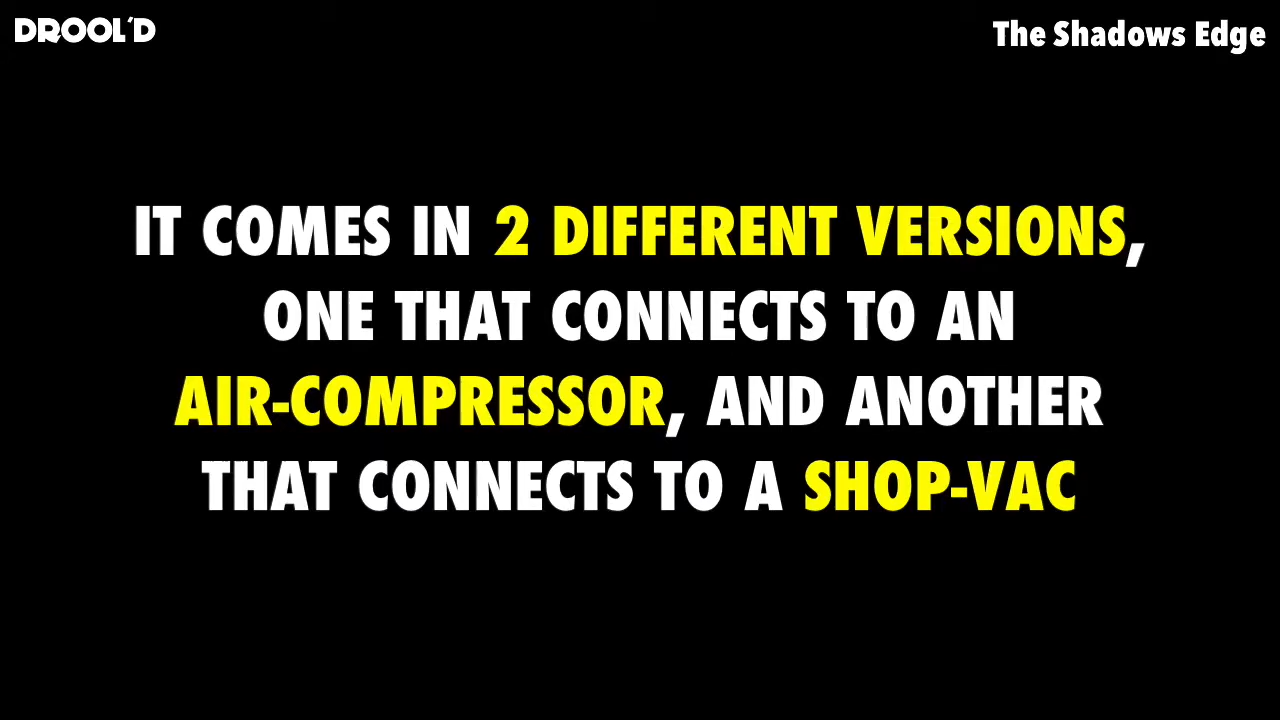 DROOL'D
The Shadows Edge
IT COMES IN 2 DIFFERENT VERSIONS,
ONE THAT CONNECTS TO AN
AIR-COMPRESSOR, AND ANOTHER
THAT CONNECTS TO A SHOP-VAC